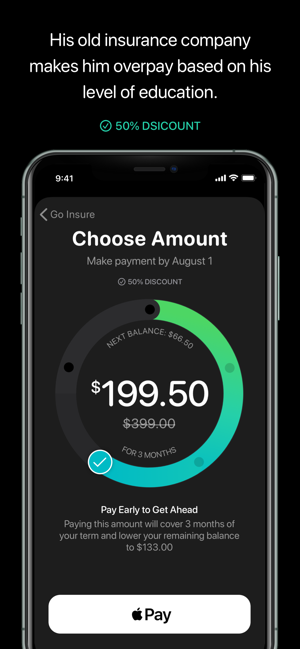 His old insurance company
makes him overpay based on his
level of education.
50% DSICOUNT
9:41
Go Insure
Choose Amount
Make payment by August 1
50% DISCOUNT
NEXT BALANCE: $66.50
$199.50
$399.00
FOR 3 MONTHS
Pay Early to Get Ahead
Paying this amount will cover 3 months of
your term and lower your remaining balance
to $133.00
Pay